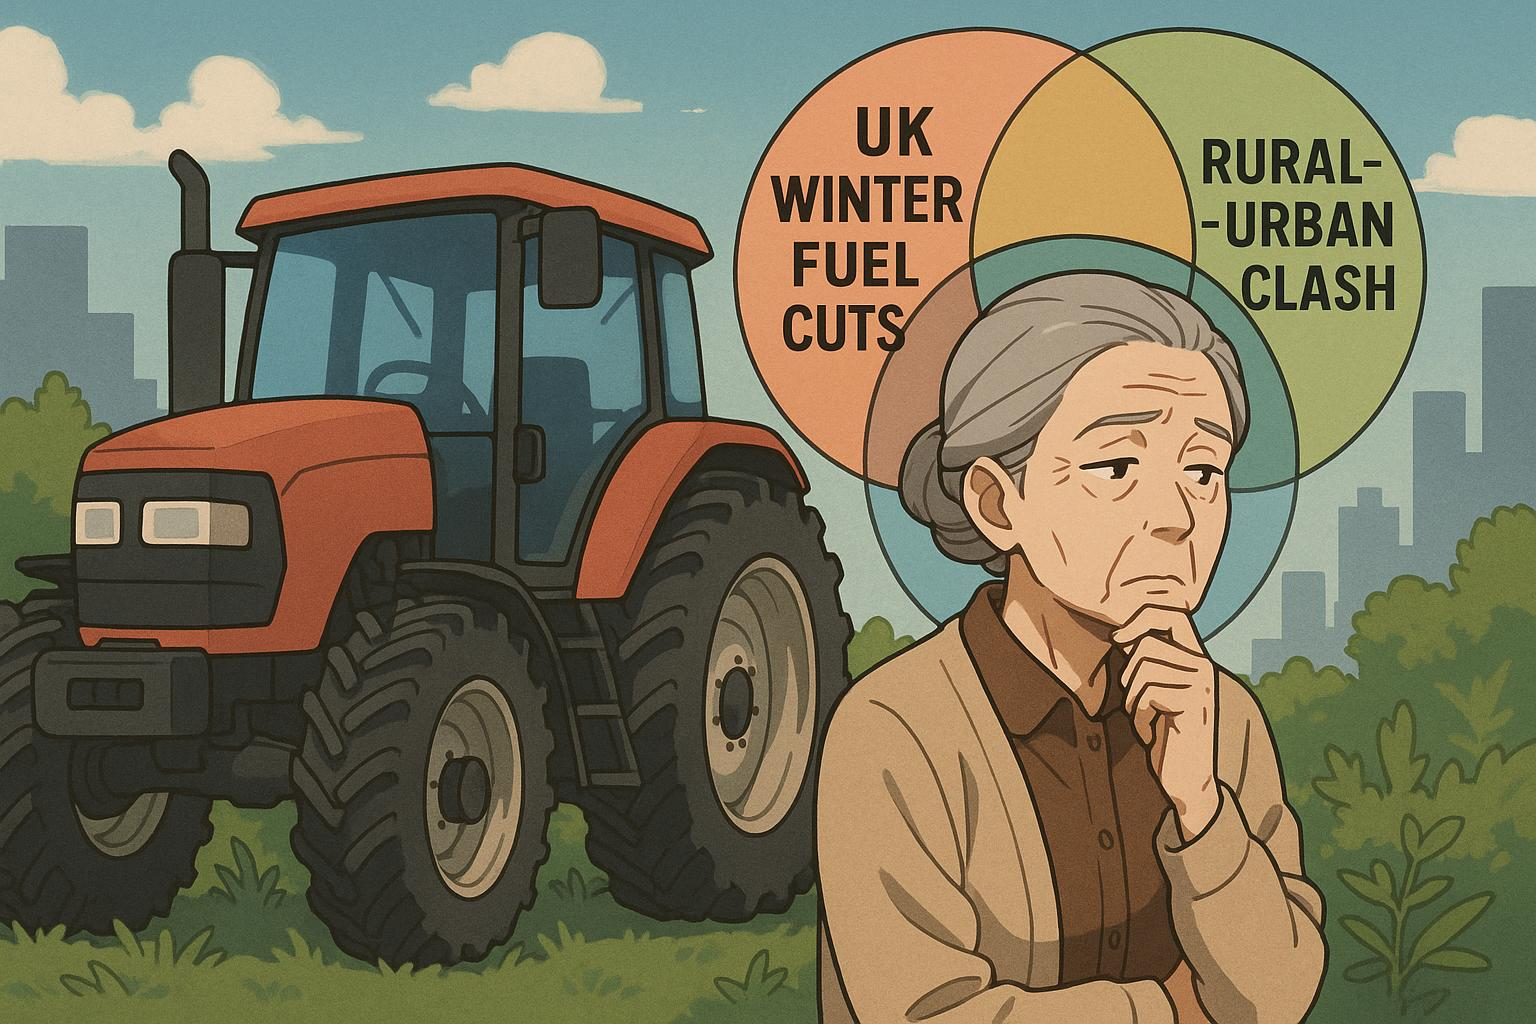 UK
WINTER
FUEL
CUTS
RURAL-
-URBAN
CLASH